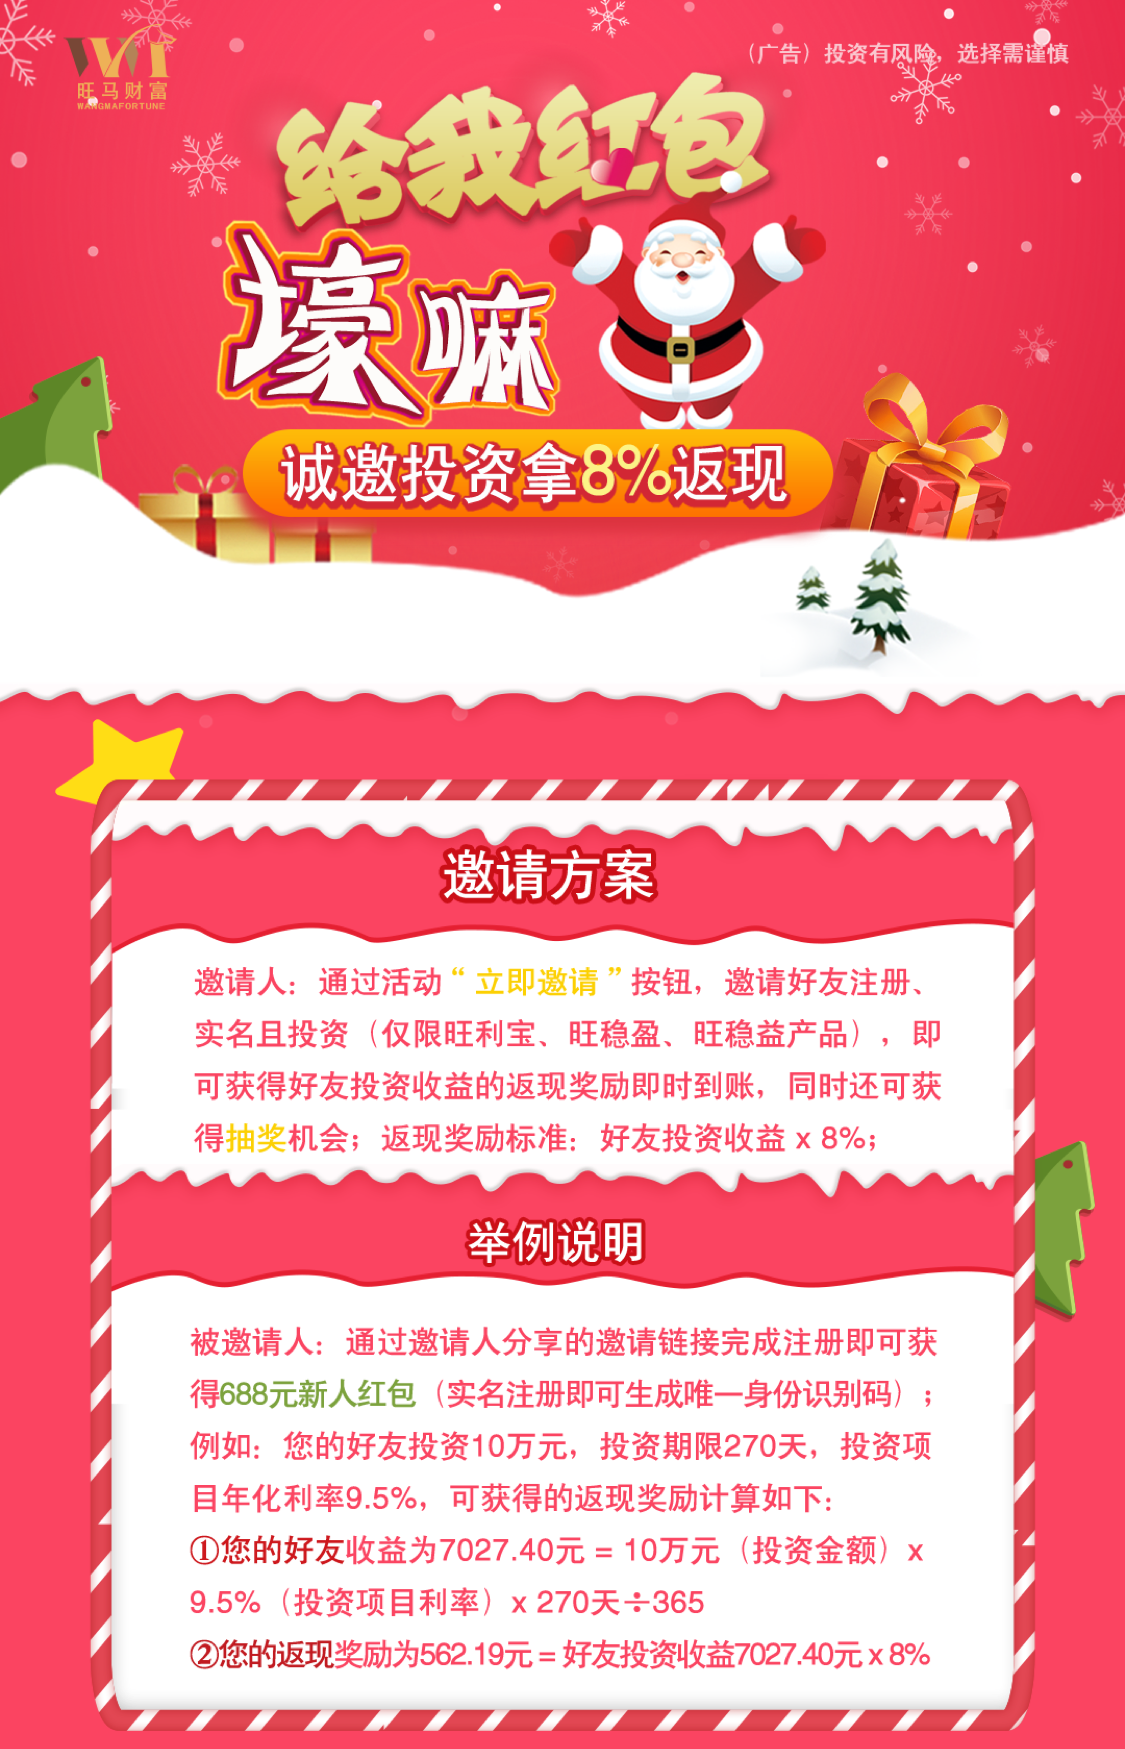 旺马财富
WANGMAFORTUNE
（广告）投资有风险，选择需谨慎
给我红包
壕嘛
诚邀投资拿8%返现
邀请方案
邀请人：通过活动“立即邀请”按钮，邀请好友注册、
实名且投资（仅限旺利宝、旺稳盈、旺稳益产品），即
可获得好友投资收益的返现奖励即时到账，同时还可获
得抽奖机会；返现奖励标准：好友投资收益 x 8%；
举例说明
被邀请人：通过邀请人分享的邀请链接完成注册即可获
得688元新人红包（实名注册即可生成唯一身份识别码）；
例如：您的好友投资10万元，投资期限270天，投资项
目年化利率9.5%，可获得的返现奖励计算如下：
①您的好友收益为7027.40元 = 10万元（投资金额）x
9.5%（投资项目利率）x 270天÷365
②您的返现奖励为562.19元 = 好友投资收益7027.40元 x 8%